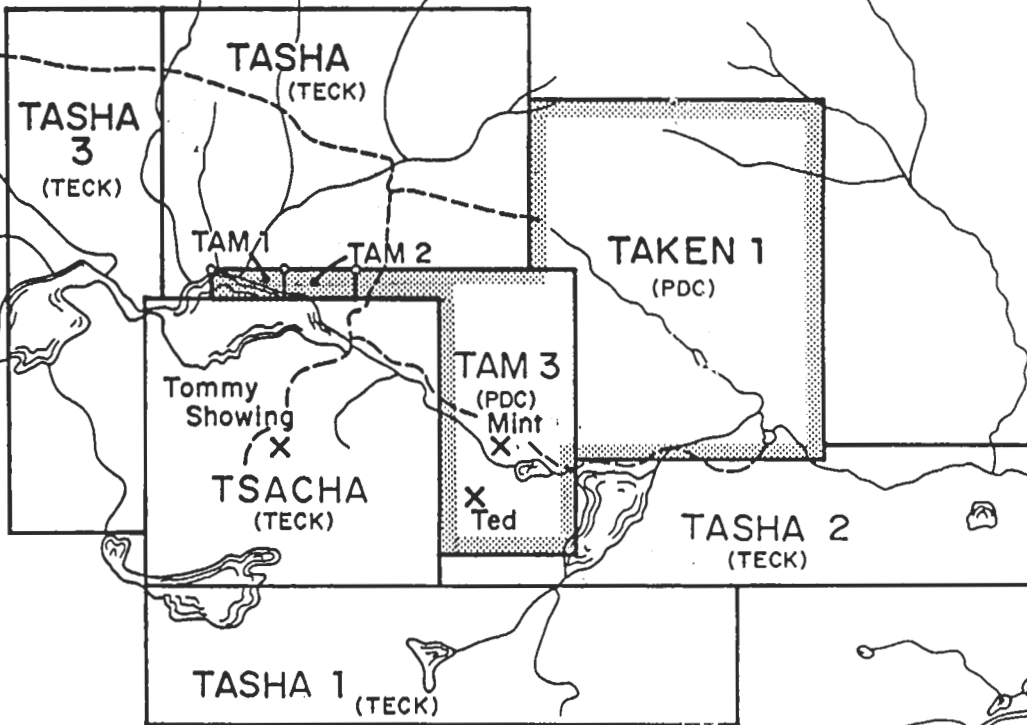 TASHA
(TECK)
TASHA
3
(TECK)
TAM 1
TAM 2
TAKEN 1
(PDC)
TAM 3
(PDC)
Mint
Tommy
Showing
TSACHA
(TECK)
Ted
TASHA 2
(TECK)
TASHA 1
(TECK)